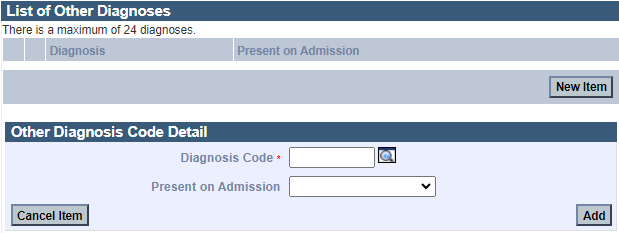 List of Other Diagnoses
There is a maximum of 24 diagnoses.
Diagnosis Present on Admission
New Item
Other Diagnosis Code Detail
Diagnosis Code *
Present on Admission
Cancel Item Add